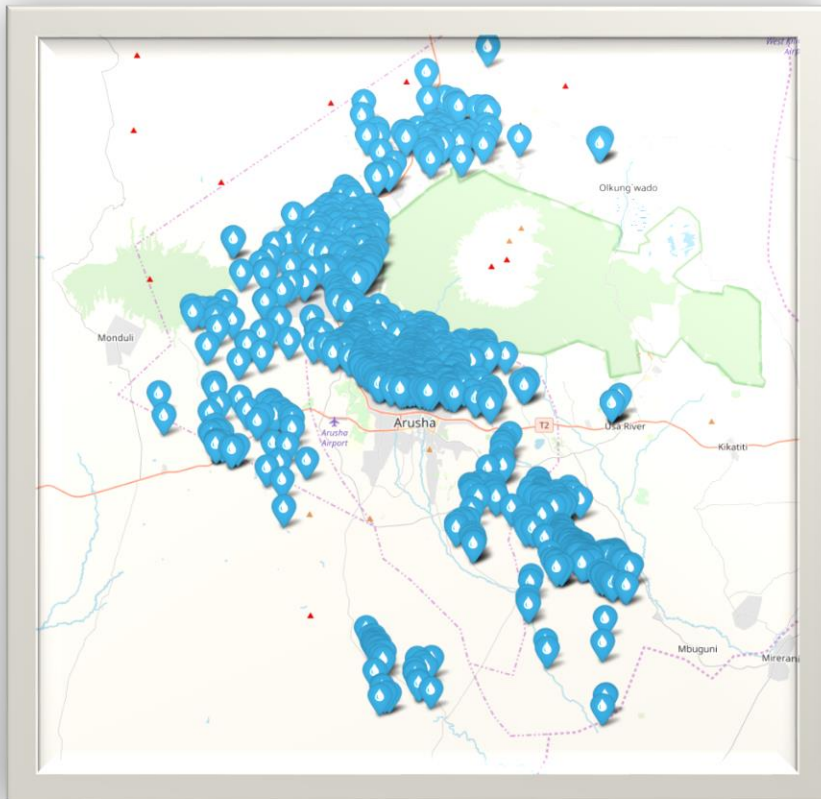 Olkung wado
Monduli
Arusha
Arusha
Airport
T2
Usa River
Kikatiti
Mbuguni
Mirerani